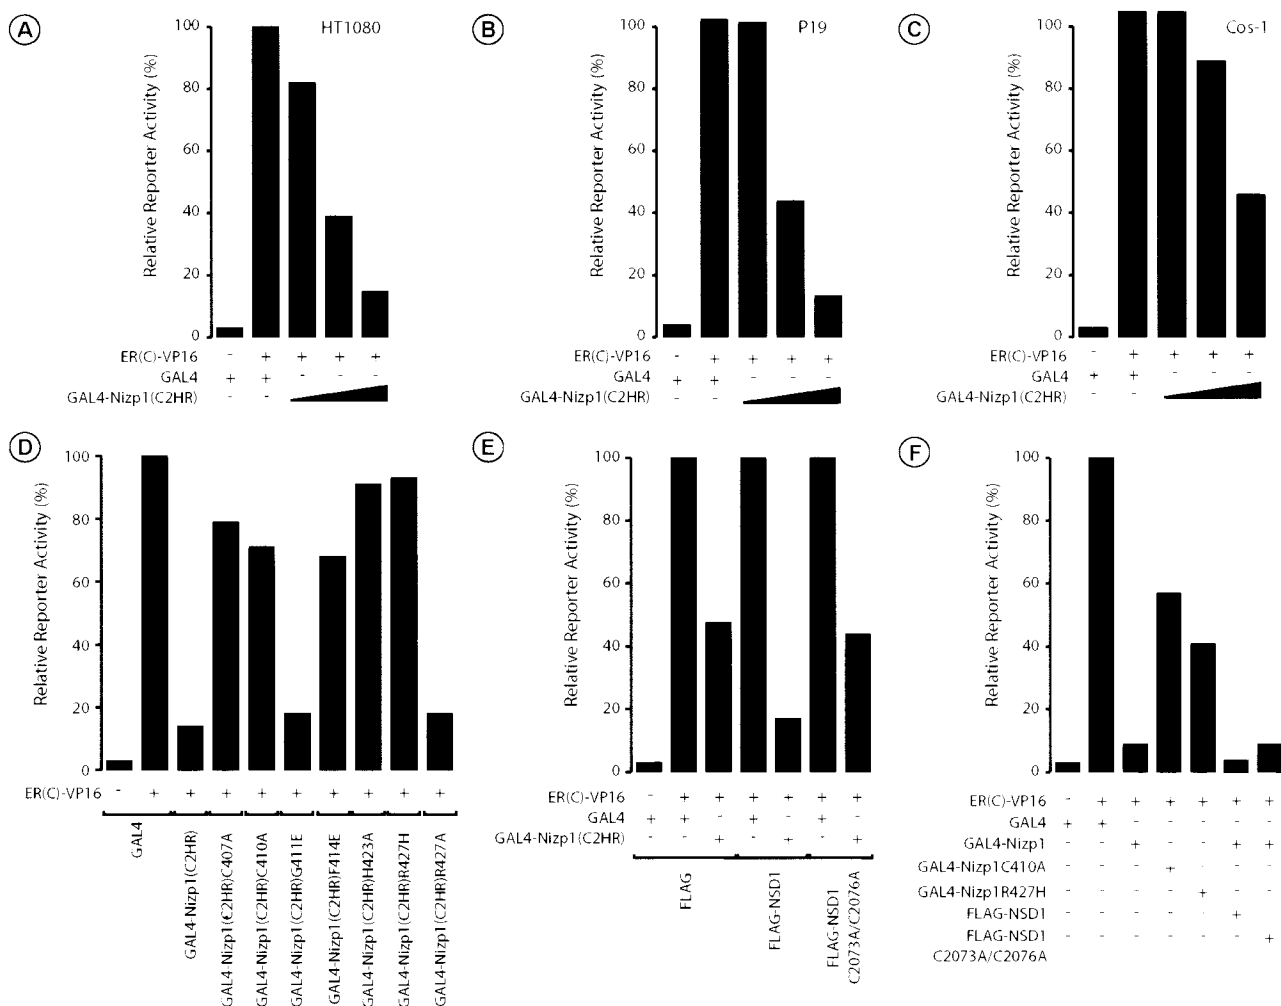 A
HT1080
Relative Reporter Activity (%)
100
80
60
40
20
0
ER(C)-VP16 - + + + +
GAL4 + + - - -
GAL4-Nizp1(C2HR) - -
B
P19
Relative Reporter Activity (%)
100
80
60
40
20
0
ER(C)-VP16 - + + + +
GAL4 + + - - -
GAL4-Nizp1(C2HR) - -
C
Cos-1
Relative Reporter Activity (%)
100
80
60
40
20
0
ER(C)-VP16 - + + + +
GAL4 + + - - -
GAL4-Nizp1(C2HR) - -
D
Relative Reporter Activity (%)
100
80
60
40
20
0
ER(C)-VP16 - + + + + + + + +
GAL4
GAL4-Nizp1(C2HR)
GAL4-Nizp1(C2HR)C407A
GAL4-Nizp1(C2HR)C410A
GAL4-Nizp1(C2HR)G411E
GAL4-Nizp1(C2HR)F414E
GAL4-Nizp1(C2HR)H423A
GAL4-Nizp1(C2HR)R427H
GAL4-Nizp1(C2HR)R427A
E
Relative Reporter Activity (%)
100
80
60
40
20
0
ER(C)-VP16 - + + + + + +
GAL4 + + - + - + -
GAL4-Nizp1(C2HR) - - + - + - +
FLAG
FLAG-NSD1
FLAG-NSD1
C2073A/C2076A
F
Relative Reporter Activity (%)
100
80
60
40
20
0
ER(C)-VP16 - + + + + + +
GAL4 + + - - - - -
GAL4-Nizp1 - - + - - + +
GAL4-Nizp1C410A - - - + - - -
GAL4-Nizp1R427H - - - - + - -
FLAG-NSD1 - - - - - + -
FLAG-NSD1 - - - - - - +
C2073A/C2076A